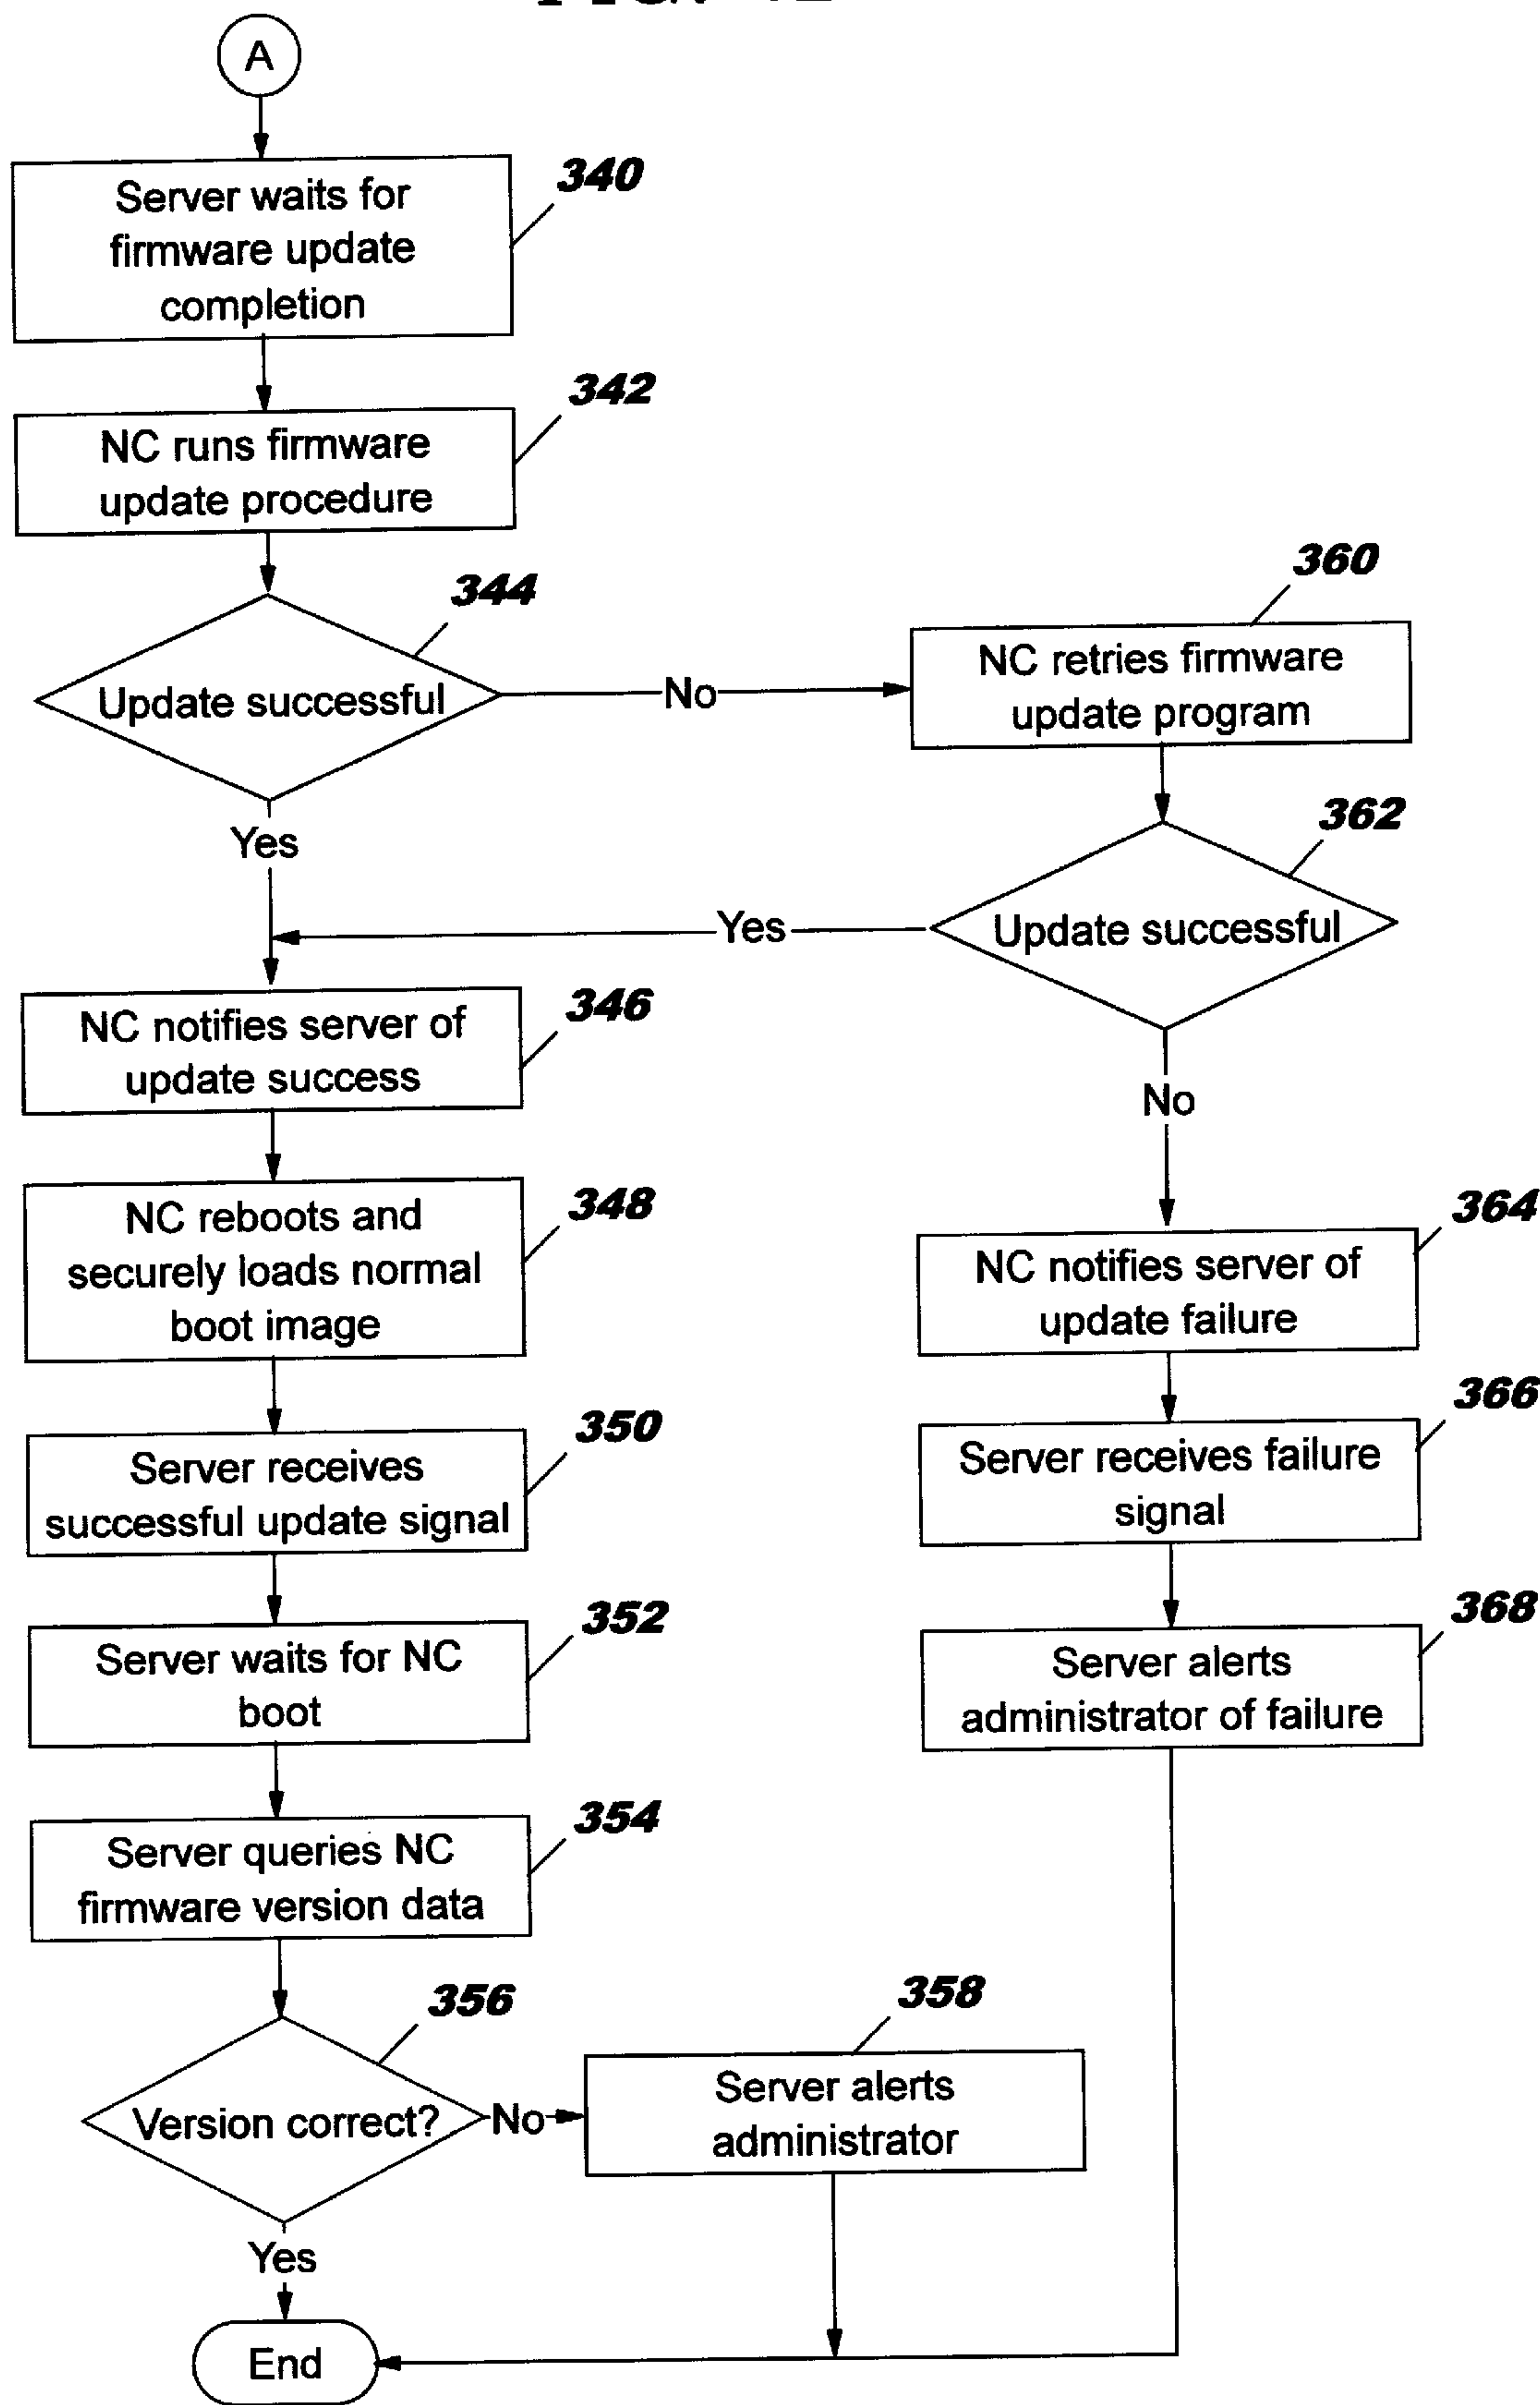 A
340
Server waits for
firmware update
completion
342
NC runs firmware
update procedure
344
Update successful
No
360
NC retries firmware
update program
Yes
362
Update successful
Yes
No
346
NC notifies server of
update success
348
NC reboots and
securely loads normal
boot image
364
NC notifies server of
update failure
350
Server receives
successful update signal
366
Server receives failure
signal
352
Server waits for NC
boot
368
Server alerts
administrator of failure
354
Server queries NC
firmware version data
356
Version correct?
No
358
Server alerts
administrator
Yes
End